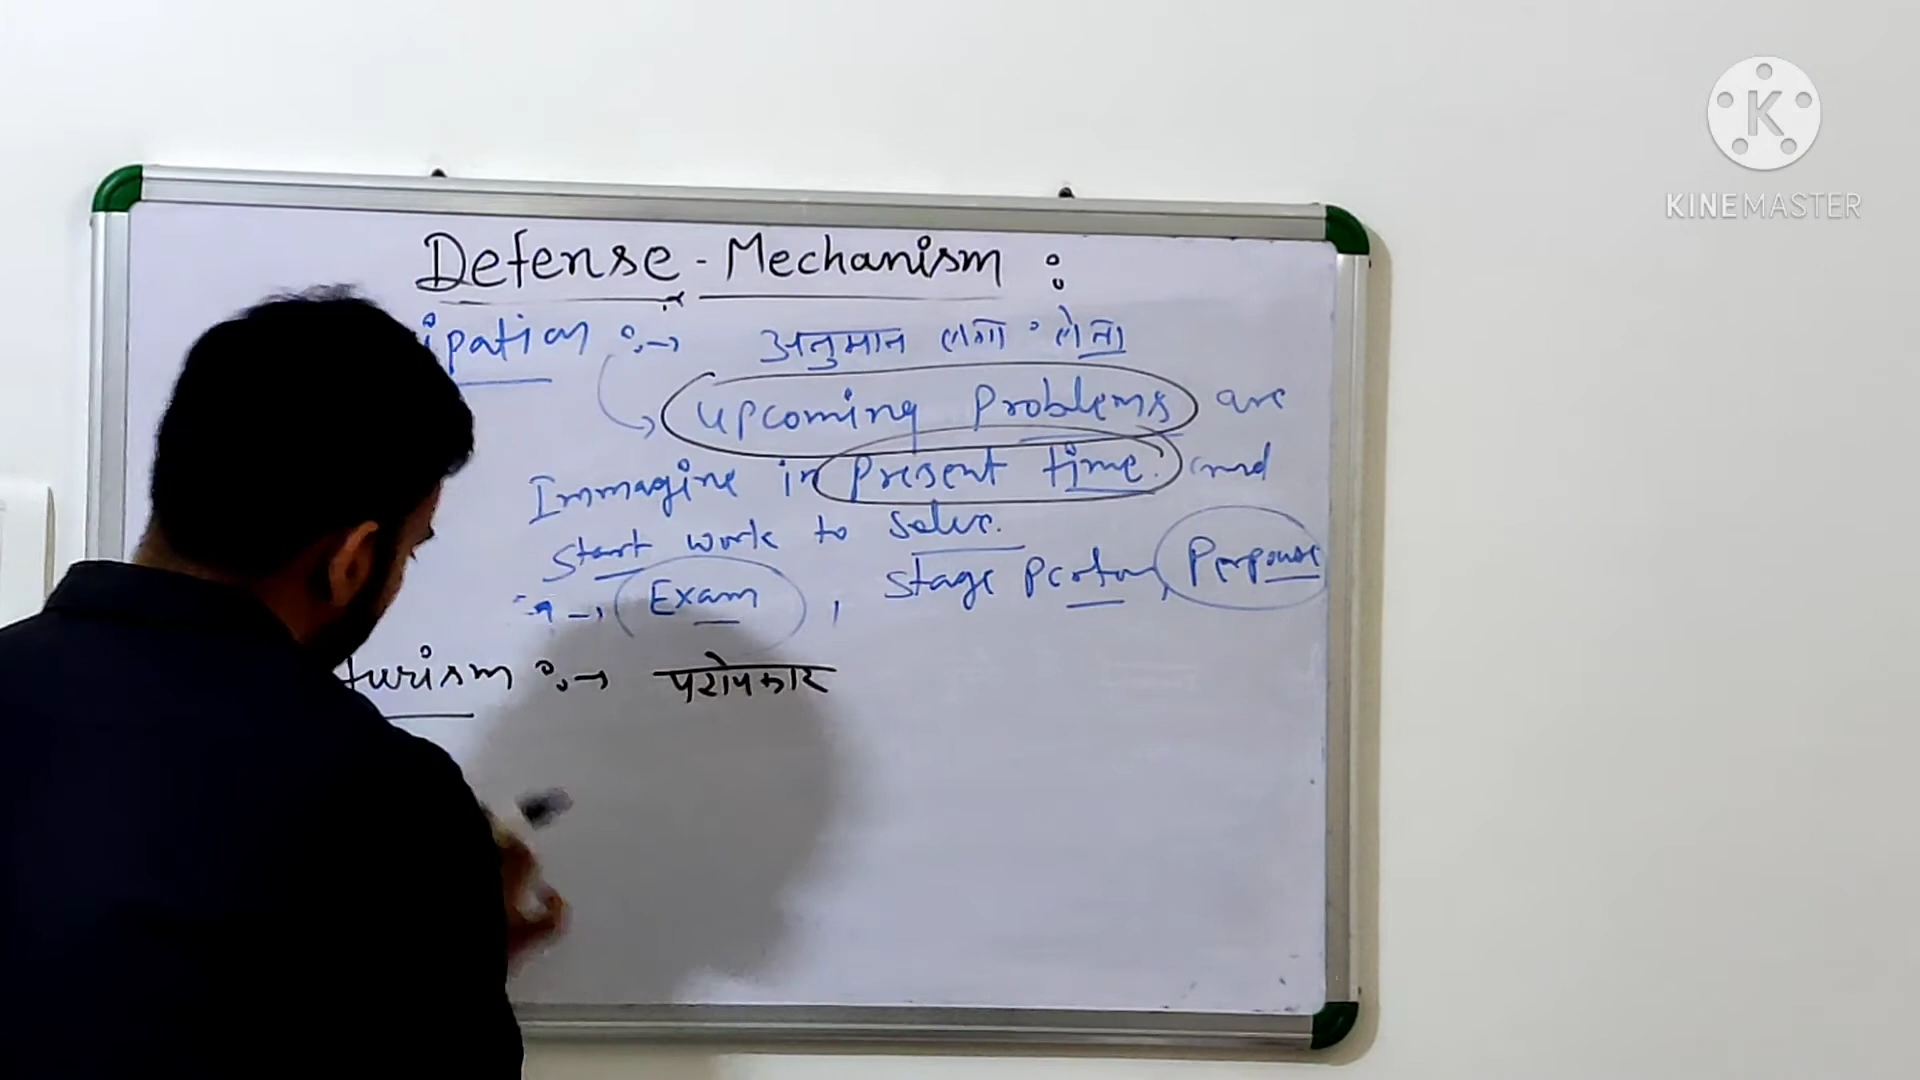 K
KINEMASTER
Defense - Mechanism :
ipation :→ अनुमान लगा लेना
upcoming problems are
Immagine in present time. and
start work to solve.
Exam , stage
turism :→ परोपकार